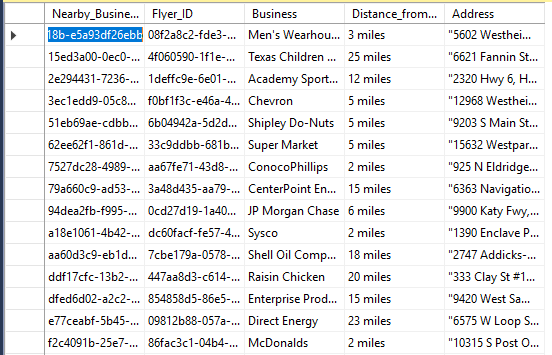 Nearby_Busine... Flyer_ID Business Distance_from... Address
18b-e5a93df26ebb 08f2a8c2-fde3-... Men's Wearhou... 3 miles "5602 Westhei...
15ed3a00-0ec0-... 4f060590-1f1e-... Texas Children ... 25 miles "6621 Fannin St...
2e294431-7236-... 1deffc9e-6e01-... Academy Sport... 12 miles "2320 Hwy 6, H...
3ec1edd9-05c8... f0bf1f3c-e46a-4... Chevron 5 miles "12968 Westhei...
51eb69ae-cdbb... 6b04942a-5d2d... Shipley Do-Nuts 5 miles "9203 S Main St...
62ee62f1-861d-... 33c9ddbb-681b... Super Market 5 miles "15632 Westpar...
7527dc28-4989-... aa67fe71-43d8-... ConocoPhillips 2 miles "925 N Eldridge...
79a660c9-ad53-... 3a48d435-aa79-... CenterPoint En... 15 miles "6363 Navigatio...
94dea2fb-f995-... 0cd27d19-1a40... JP Morgan Chase 6 miles "9900 Katy Fwy,...
a18e1061-4b42-... dc60facf-fe57-4... Sysco 2 miles "1390 Enclave P...
aa60d3c9-eb1d... 7cbe179a-0578-... Shell Oil Comp... 18 miles "2747 Addicks-...
ddf17cfc-13b2-... 447aa8d3-c614-... Raisin Chicken 20 miles "333 Clay St #1...
dfed6d02-a2c2-... 854858d5-86e5-... Enterprise Prod... 15 miles "9420 West Sa...
e77ceabf-5b45-... 09812b88-057a-... Direct Energy 23 miles "6575 W Loop S...
f2c4091b-25e7-... 86fac3c1-04b4-... McDonalds 2 miles "10315 S Post O...